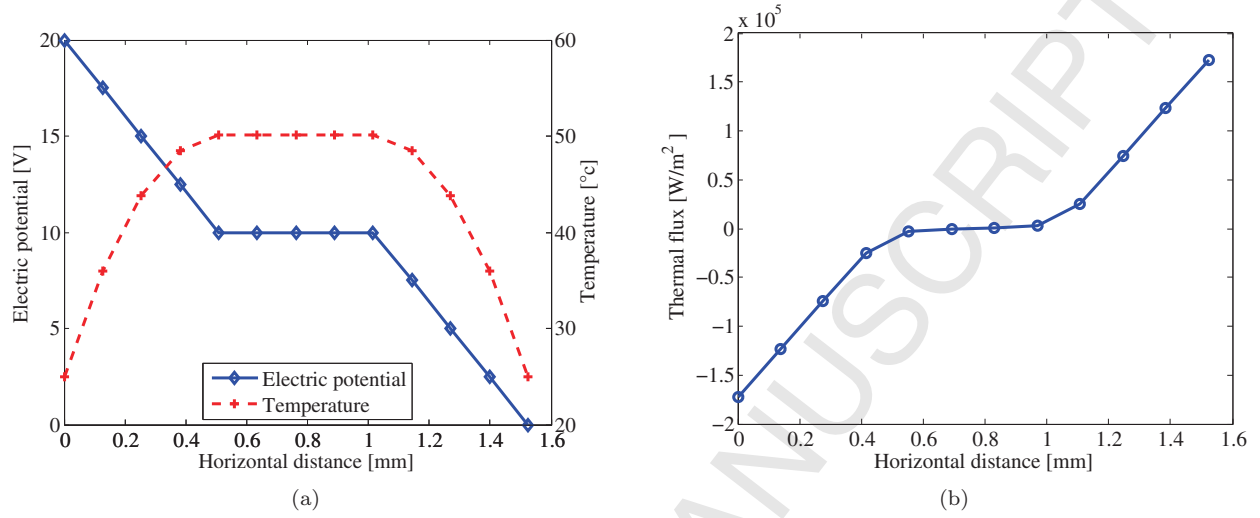 20
15
10
5
0
Electric potential [V]
60
50
40
30
20
Temperature [°c]
Electric potential
Temperature
0 0.2 0.4 0.6 0.8 1 1.2 1.4 1.6
Horizontal distance [mm]
(a)
x 10^5
2
1.5
1
0.5
0
−0.5
−1
−1.5
−2
Thermal flux [W/m² ]
0 0.2 0.4 0.6 0.8 1 1.2 1.4 1.6
Horizontal distance [mm]
(b)
ANUSCRIPT